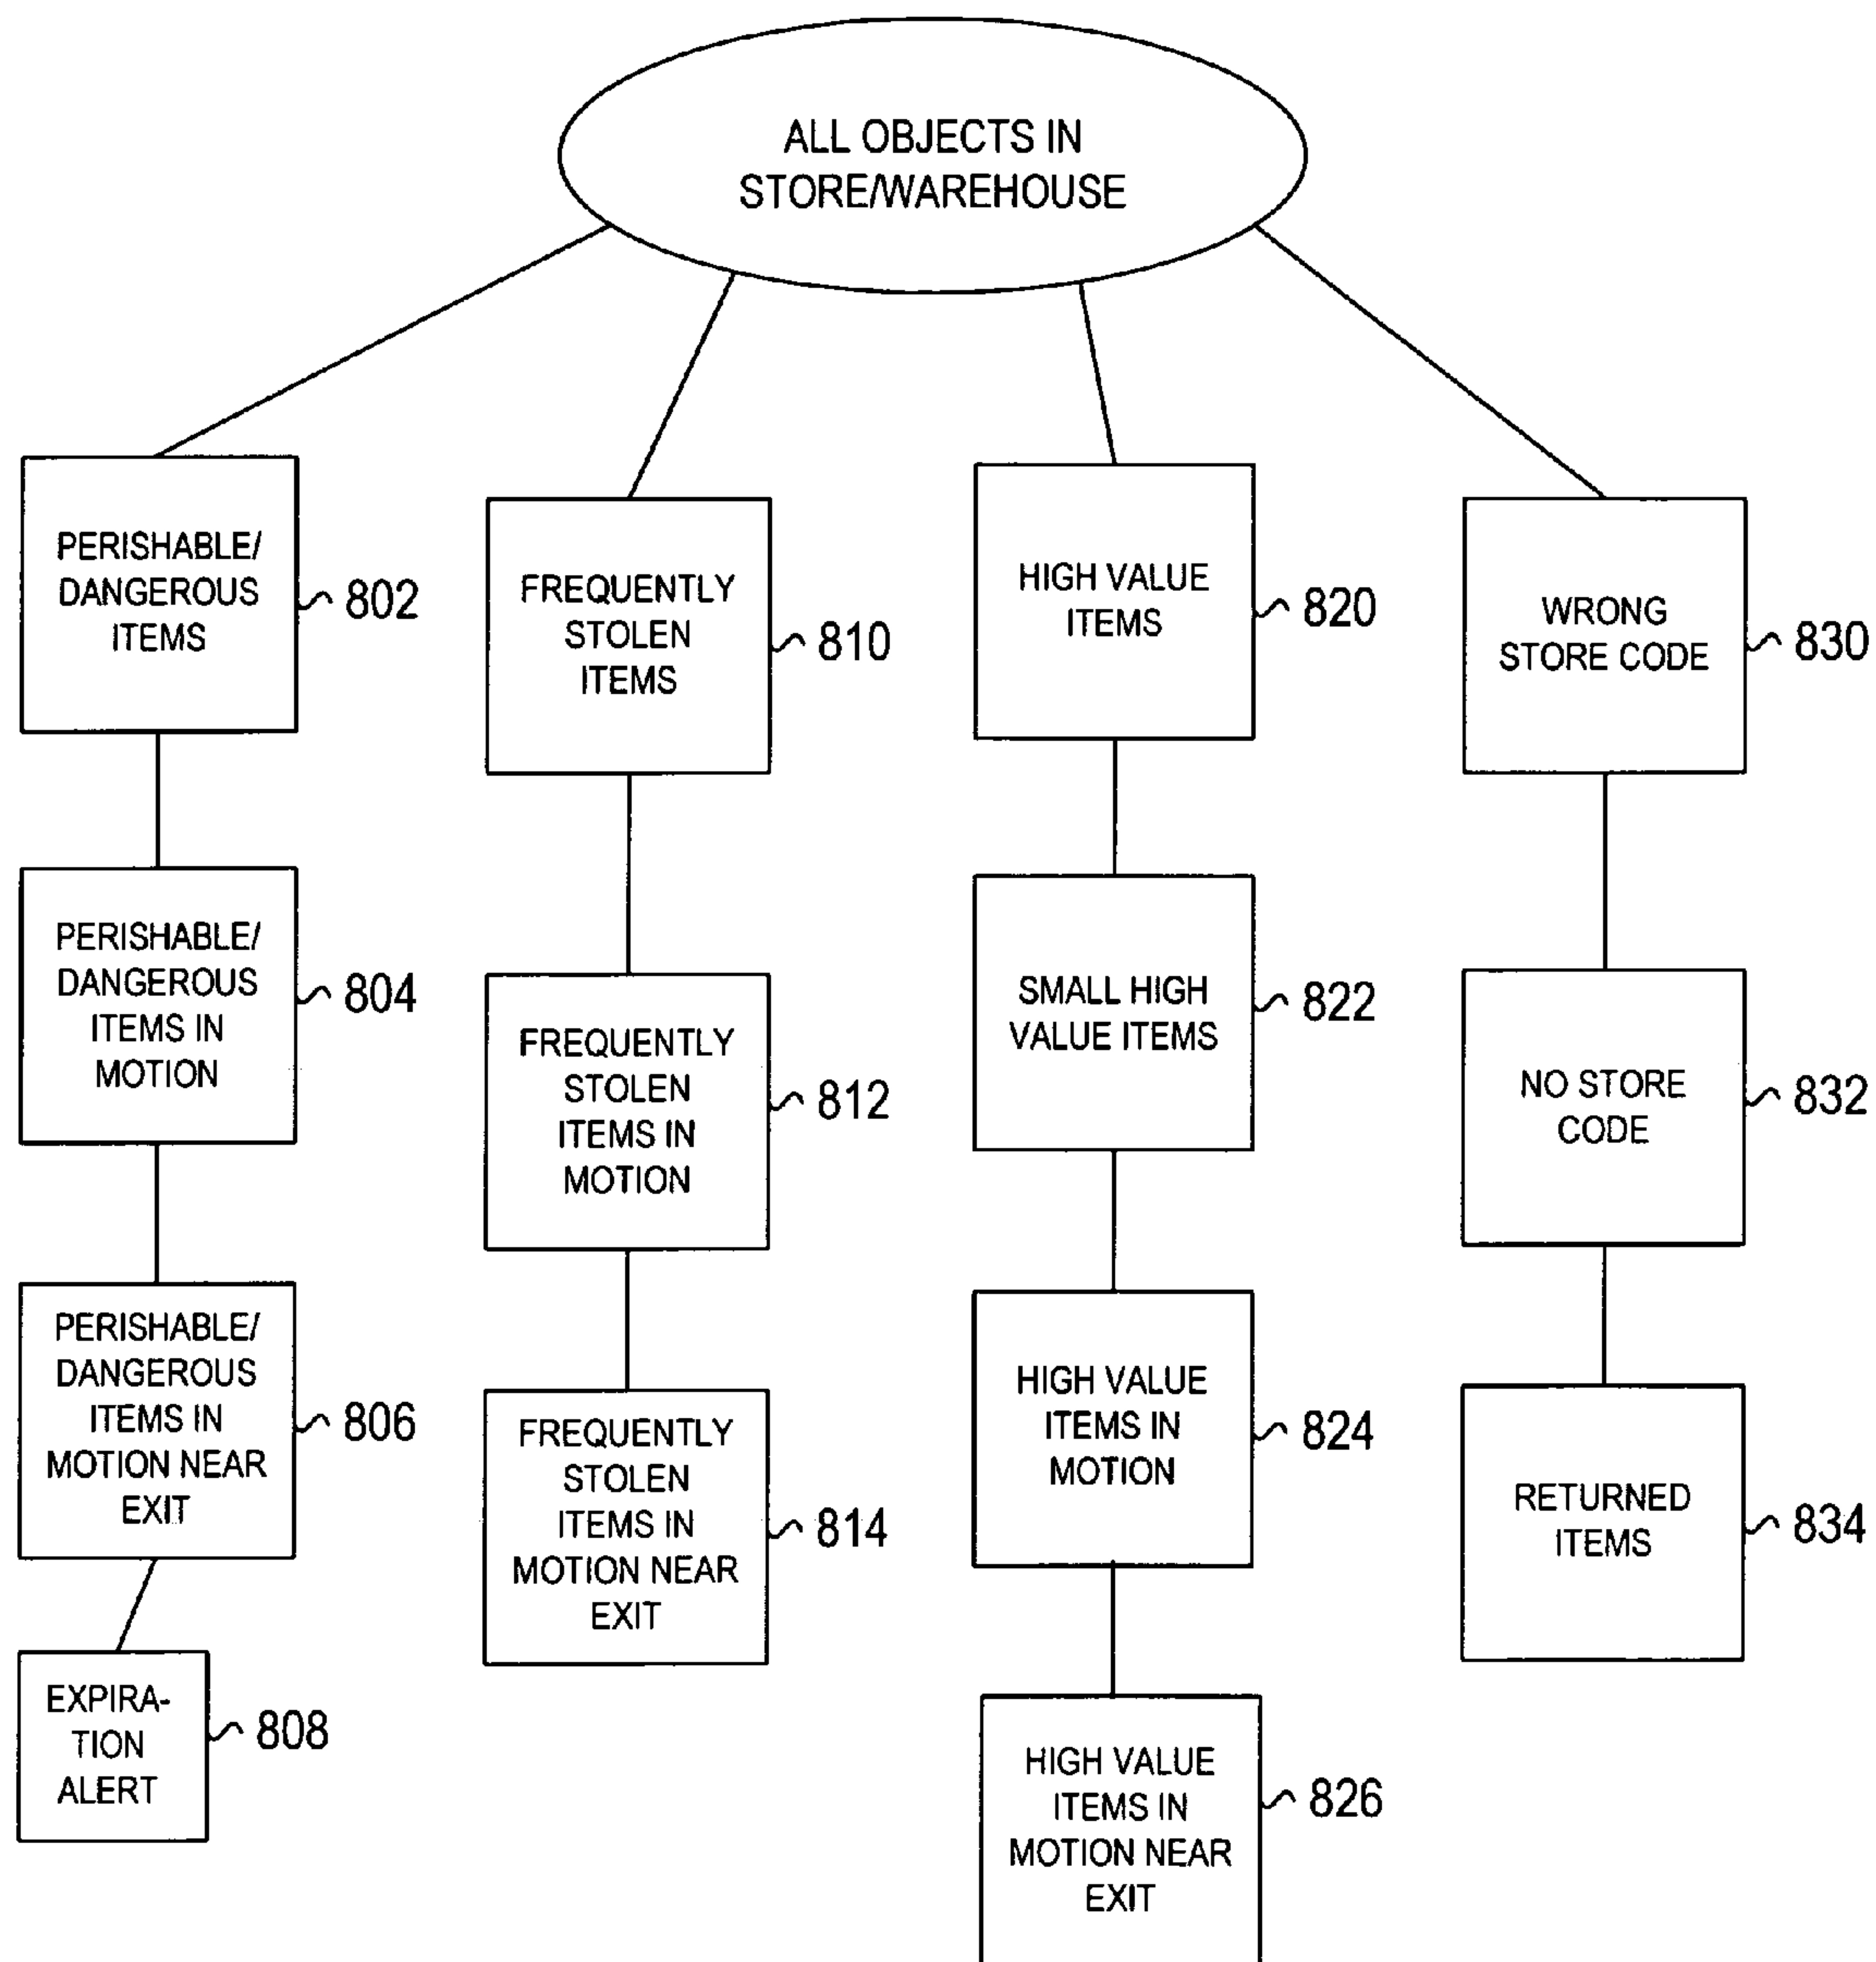 ALL OBJECTS IN
STORE/WAREHOUSE
PERISHABLE/
DANGEROUS
ITEMS
802
PERISHABLE/
DANGEROUS
ITEMS IN
MOTION
804
PERISHABLE/
DANGEROUS
ITEMS IN
MOTION NEAR
EXIT
806
EXPIRA-
TION
ALERT
808
FREQUENTLY
STOLEN
ITEMS
810
FREQUENTLY
STOLEN
ITEMS IN
MOTION
812
FREQUENTLY
STOLEN
ITEMS IN
MOTION NEAR
EXIT
814
HIGH VALUE
ITEMS
820
SMALL HIGH
VALUE ITEMS
822
HIGH VALUE
ITEMS IN
MOTION
824
HIGH VALUE
ITEMS IN
MOTION NEAR
EXIT
826
WRONG
STORE CODE
830
NO STORE
CODE
832
RETURNED
ITEMS
834